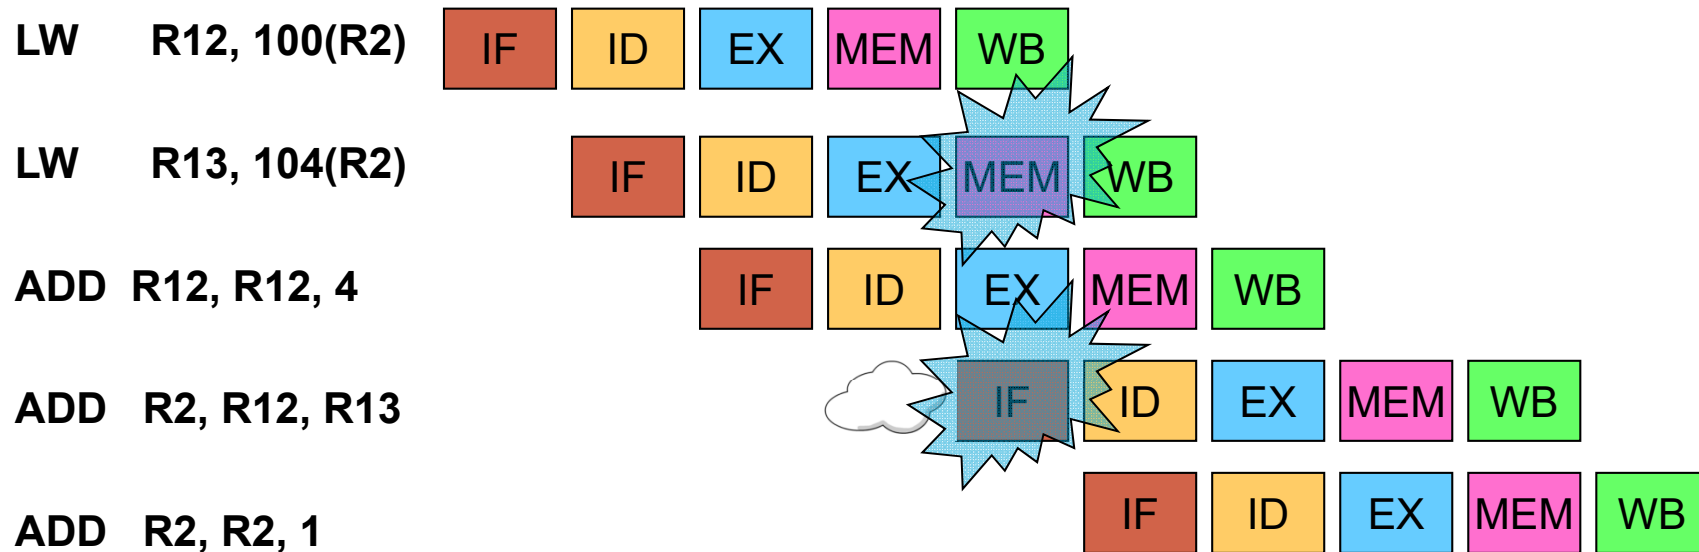 LW R12, 100(R2) IF ID EX MEM WB
LW R13, 104(R2) IF ID EX MEM WB
ADD R12, R12, 4 IF ID EX MEM WB
ADD R2, R12, R13 IF ID EX MEM WB
ADD R2, R2, 1 IF ID EX MEM WB